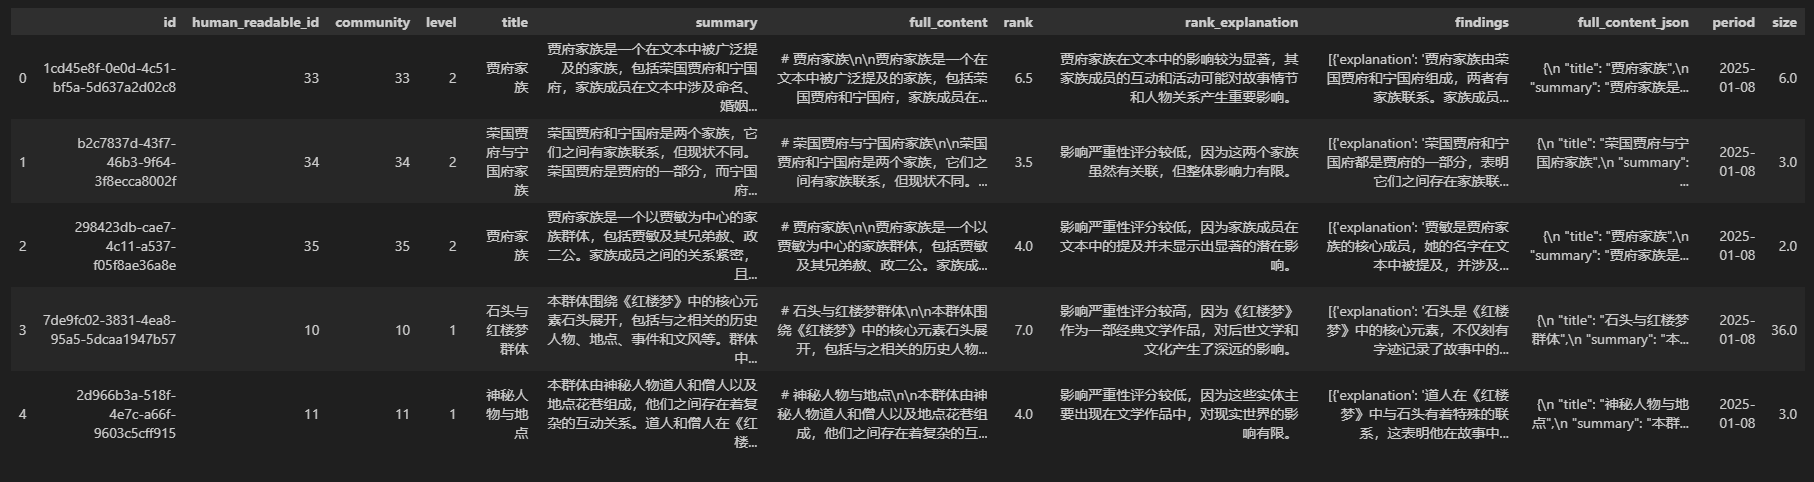 id human_readable_id community level title summary full_content rank rank_explanation findings full_content_json period size
0 1cd45e8f-0e0d-4c51-bf5a-5d637a2d02c8 33 33 2 贾府家族 贾府家族是一个在文本中被广泛提及的家族，包括荣国贾府和宁国府，家族成员在文本中涉及命名、婚姻... # 贾府家族\n\n贾府家族是一个在文本中被广泛提及的家族，包括荣国贾府和宁国府，家族成员在... 6.5 贾府家族在文本中的影响较为显著，其家族成员的互动和活动可能对故事情节和人物关系产生重要影响。 [{'explanation': '贾府家族由荣国贾府和宁国府组成，两者有家族联系。家族成员... {\n "title": "贾府家族",\n "summary": "贾府家族是... 2025-01-08 6.0
1 b2c7837d-43f7-46b3-9f64-3f8ecca8002f 34 34 2 荣国贾府与宁国府家族 荣国贾府和宁国府是两个家族，它们之间有家族联系，但现状不同。荣国贾府是贾府的一部分，而宁国府... # 荣国贾府与宁国府家族\n\n荣国贾府和宁国府是两个家族，它们之间有家族联系，但现状不同。... 3.5 影响严重性评分较低，因为这两个家族虽然有关联，但整体影响力有限。 [{'explanation': '荣国贾府和宁国府都是贾府的一部分，表明它们之间存在家族联... {\n "title": "荣国贾府与宁国府家族",\n "summary": ... 2025-01-08 3.0
2 298423db-cae7-4c11-a537-f05f8ae36a8e 35 35 2 贾府家族 贾府家族是一个以贾敏为中心的家族群体，包括贾敏及其兄弟赦、政二公。家族成员之间的关系紧密，且... # 贾府家族\n\n贾府家族是一个以贾敏为中心的家族群体，包括贾敏及其兄弟赦、政二公。家族成... 4.0 影响严重性评分较低，因为家族成员在文本中的提及并未显示出显著的潜在影响。 [{'explanation': '贾敏是贾府家族的核心成员，她的名字在文本中被提及，并涉及... {\n "title": "贾府家族",\n "summary": "贾府家族是... 2025-01-08 2.0
3 7de9fc02-3831-4ea8-95a5-5dcaa1947b57 10 10 1 石头与红楼梦群体 本群体围绕《红楼梦》中的核心元素石头展开，包括与之相关的历史人物、地点、事件和文风等。群体中... # 石头与红楼梦群体\n\n本群体围绕《红楼梦》中的核心元素石头展开，包括与之相关的历史人物... 7.0 影响严重性评分较高，因为《红楼梦》作为一部经典文学作品，对后世文学和文化产生了深远的影响。 [{'explanation': '石头是《红楼梦》中的核心元素，不仅刻有字迹记录了故事中的... {\n "title": "石头与红楼梦群体",\n "summary": "本... 2025-01-08 36.0
4 2d966b3a-518f-4e7c-a66f-9603c5cff915 11 11 1 神秘人物与地点 本群体由神秘人物道人和僧人以及地点花巷组成，他们之间存在着复杂的互动关系。道人和僧人在《红楼... # 神秘人物与地点\n\n本群体由神秘人物道人和僧人以及地点花巷组成，他们之间存在着复杂的互... 4.0 影响严重性评分较低，因为这些实体主要出现在文学作品中，对现实世界的影响有限。 [{'explanation': '道人在《红楼梦》中与石头有着特殊的联系，这表明他在故事中... {\n "title": "神秘人物与地点",\n "summary": "本群... 2025-01-08 3.0